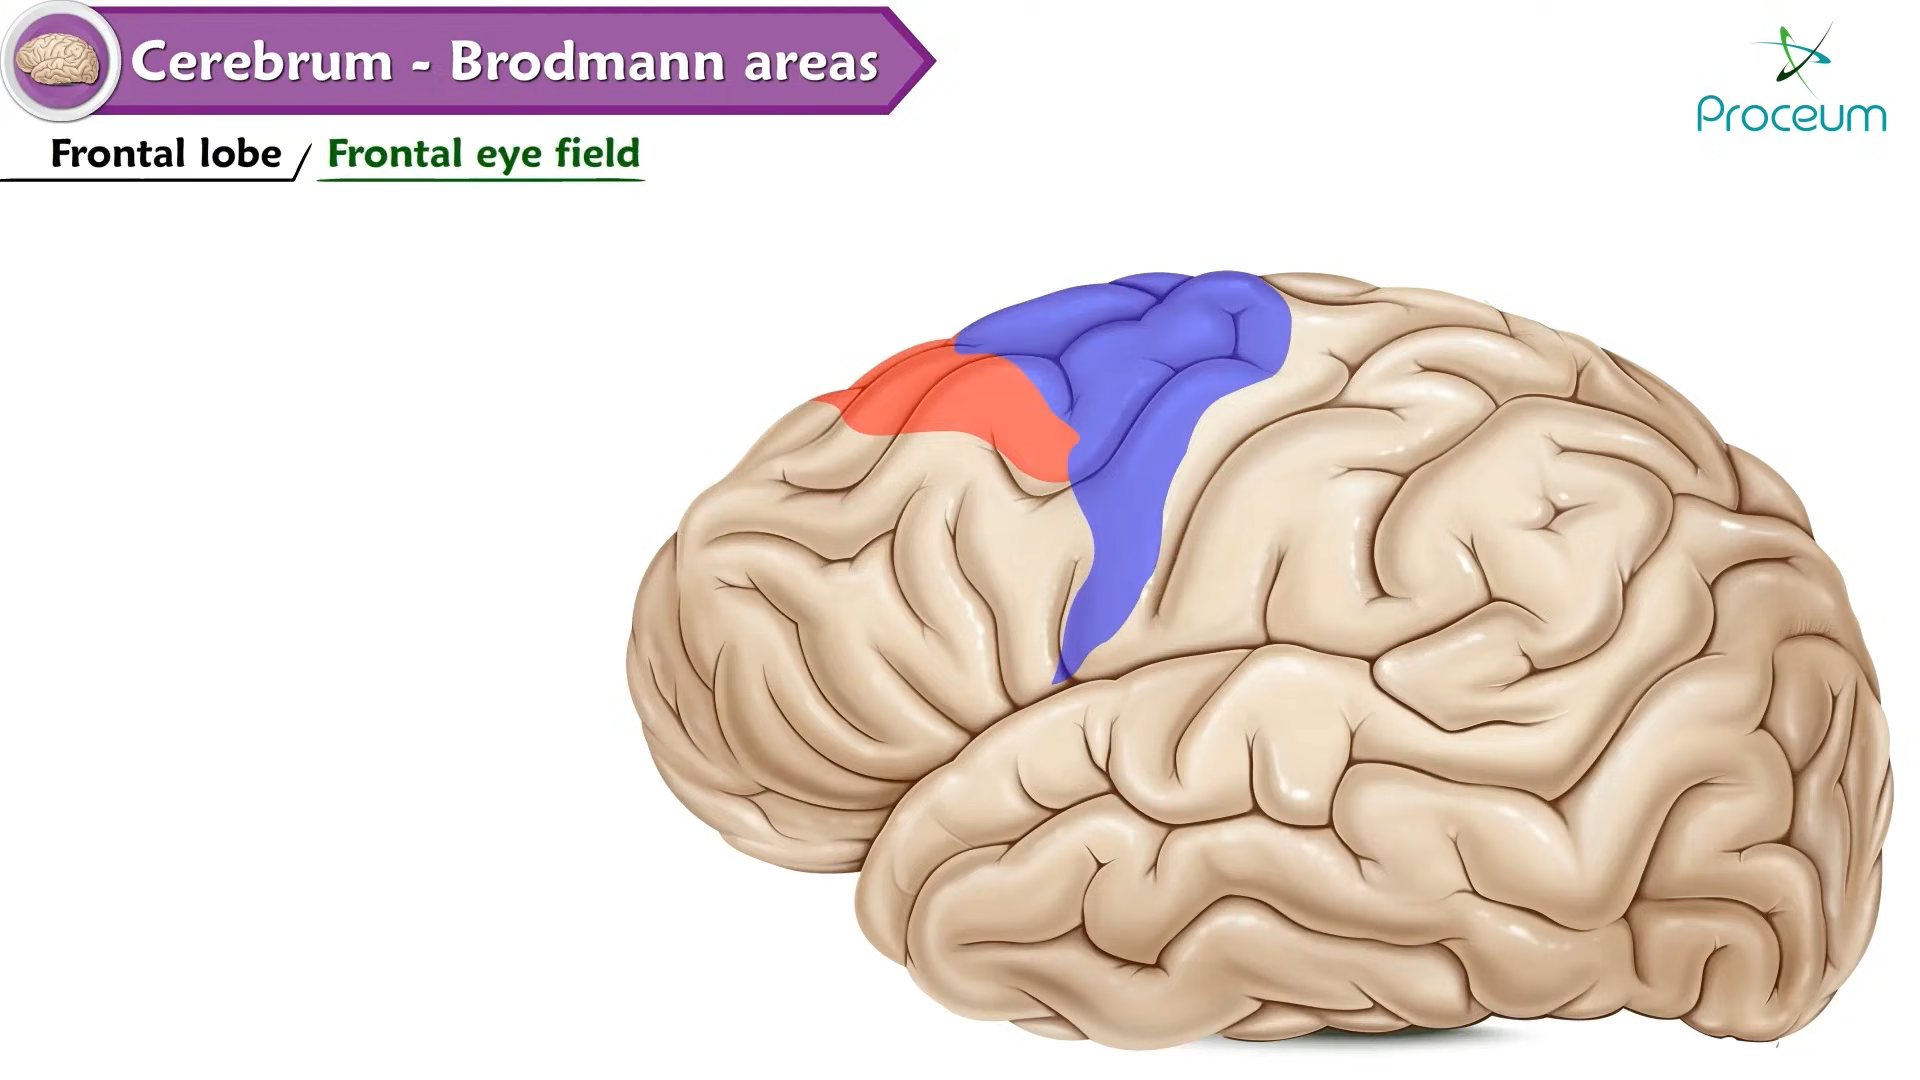 Cerebrum - Brodmann areas
Proceum
Frontal lobe / Frontal eye field